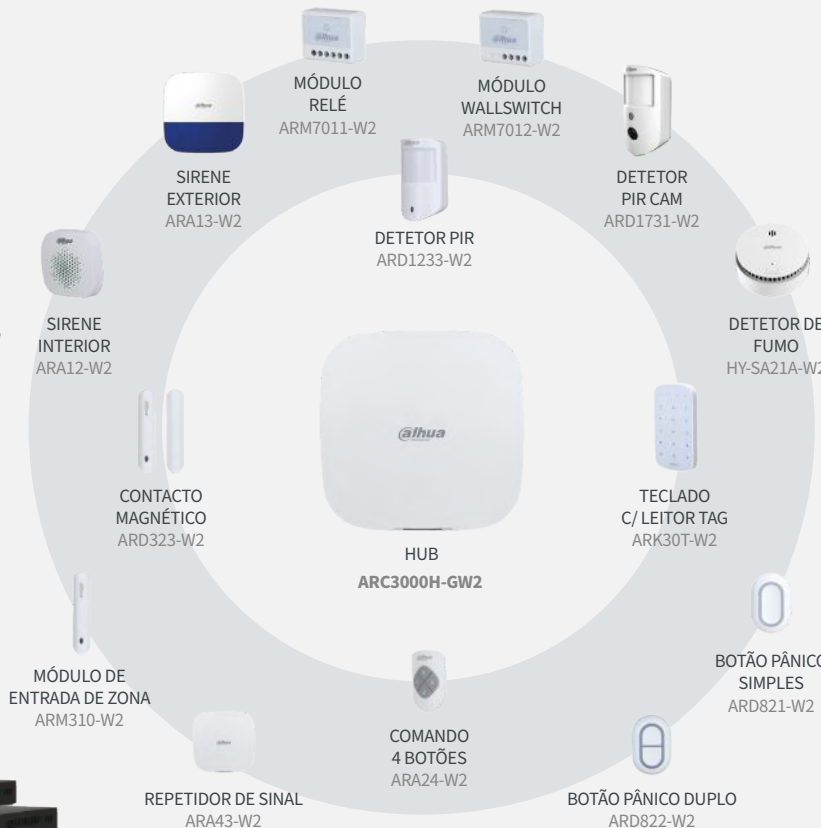 MÓDULO
RELÉ
ARM7011-W2
MÓDULO
WALLSWITCH
ARM7012-W2
SIRENE
EXTERIOR
ARA13-W2
DETETOR
PIR CAM
ARD1731-W2
DETETOR PIR
ARD1233-W2
SIRENE
INTERIOR
ARA12-W2
DETETOR DE
FUMO
HY-SA21A-W2
alhua
CONTACTO
MAGNÉTICO
ARD323-W2
TECLADO
C/ LEITOR TAG
ARK30T-W2
HUB
ARC3000H-GW2
MÓDULO DE
ENTRADA DE ZONA
ARM310-W2
BOTÃO PÂNICO
SIMPLES
ARD821-W2
COMANDO
4 BOTÕES
ARA24-W2
REPETIDOR DE SINAL
ARA43-W2
BOTÃO PÂNICO DUPLO
ARD822-W2